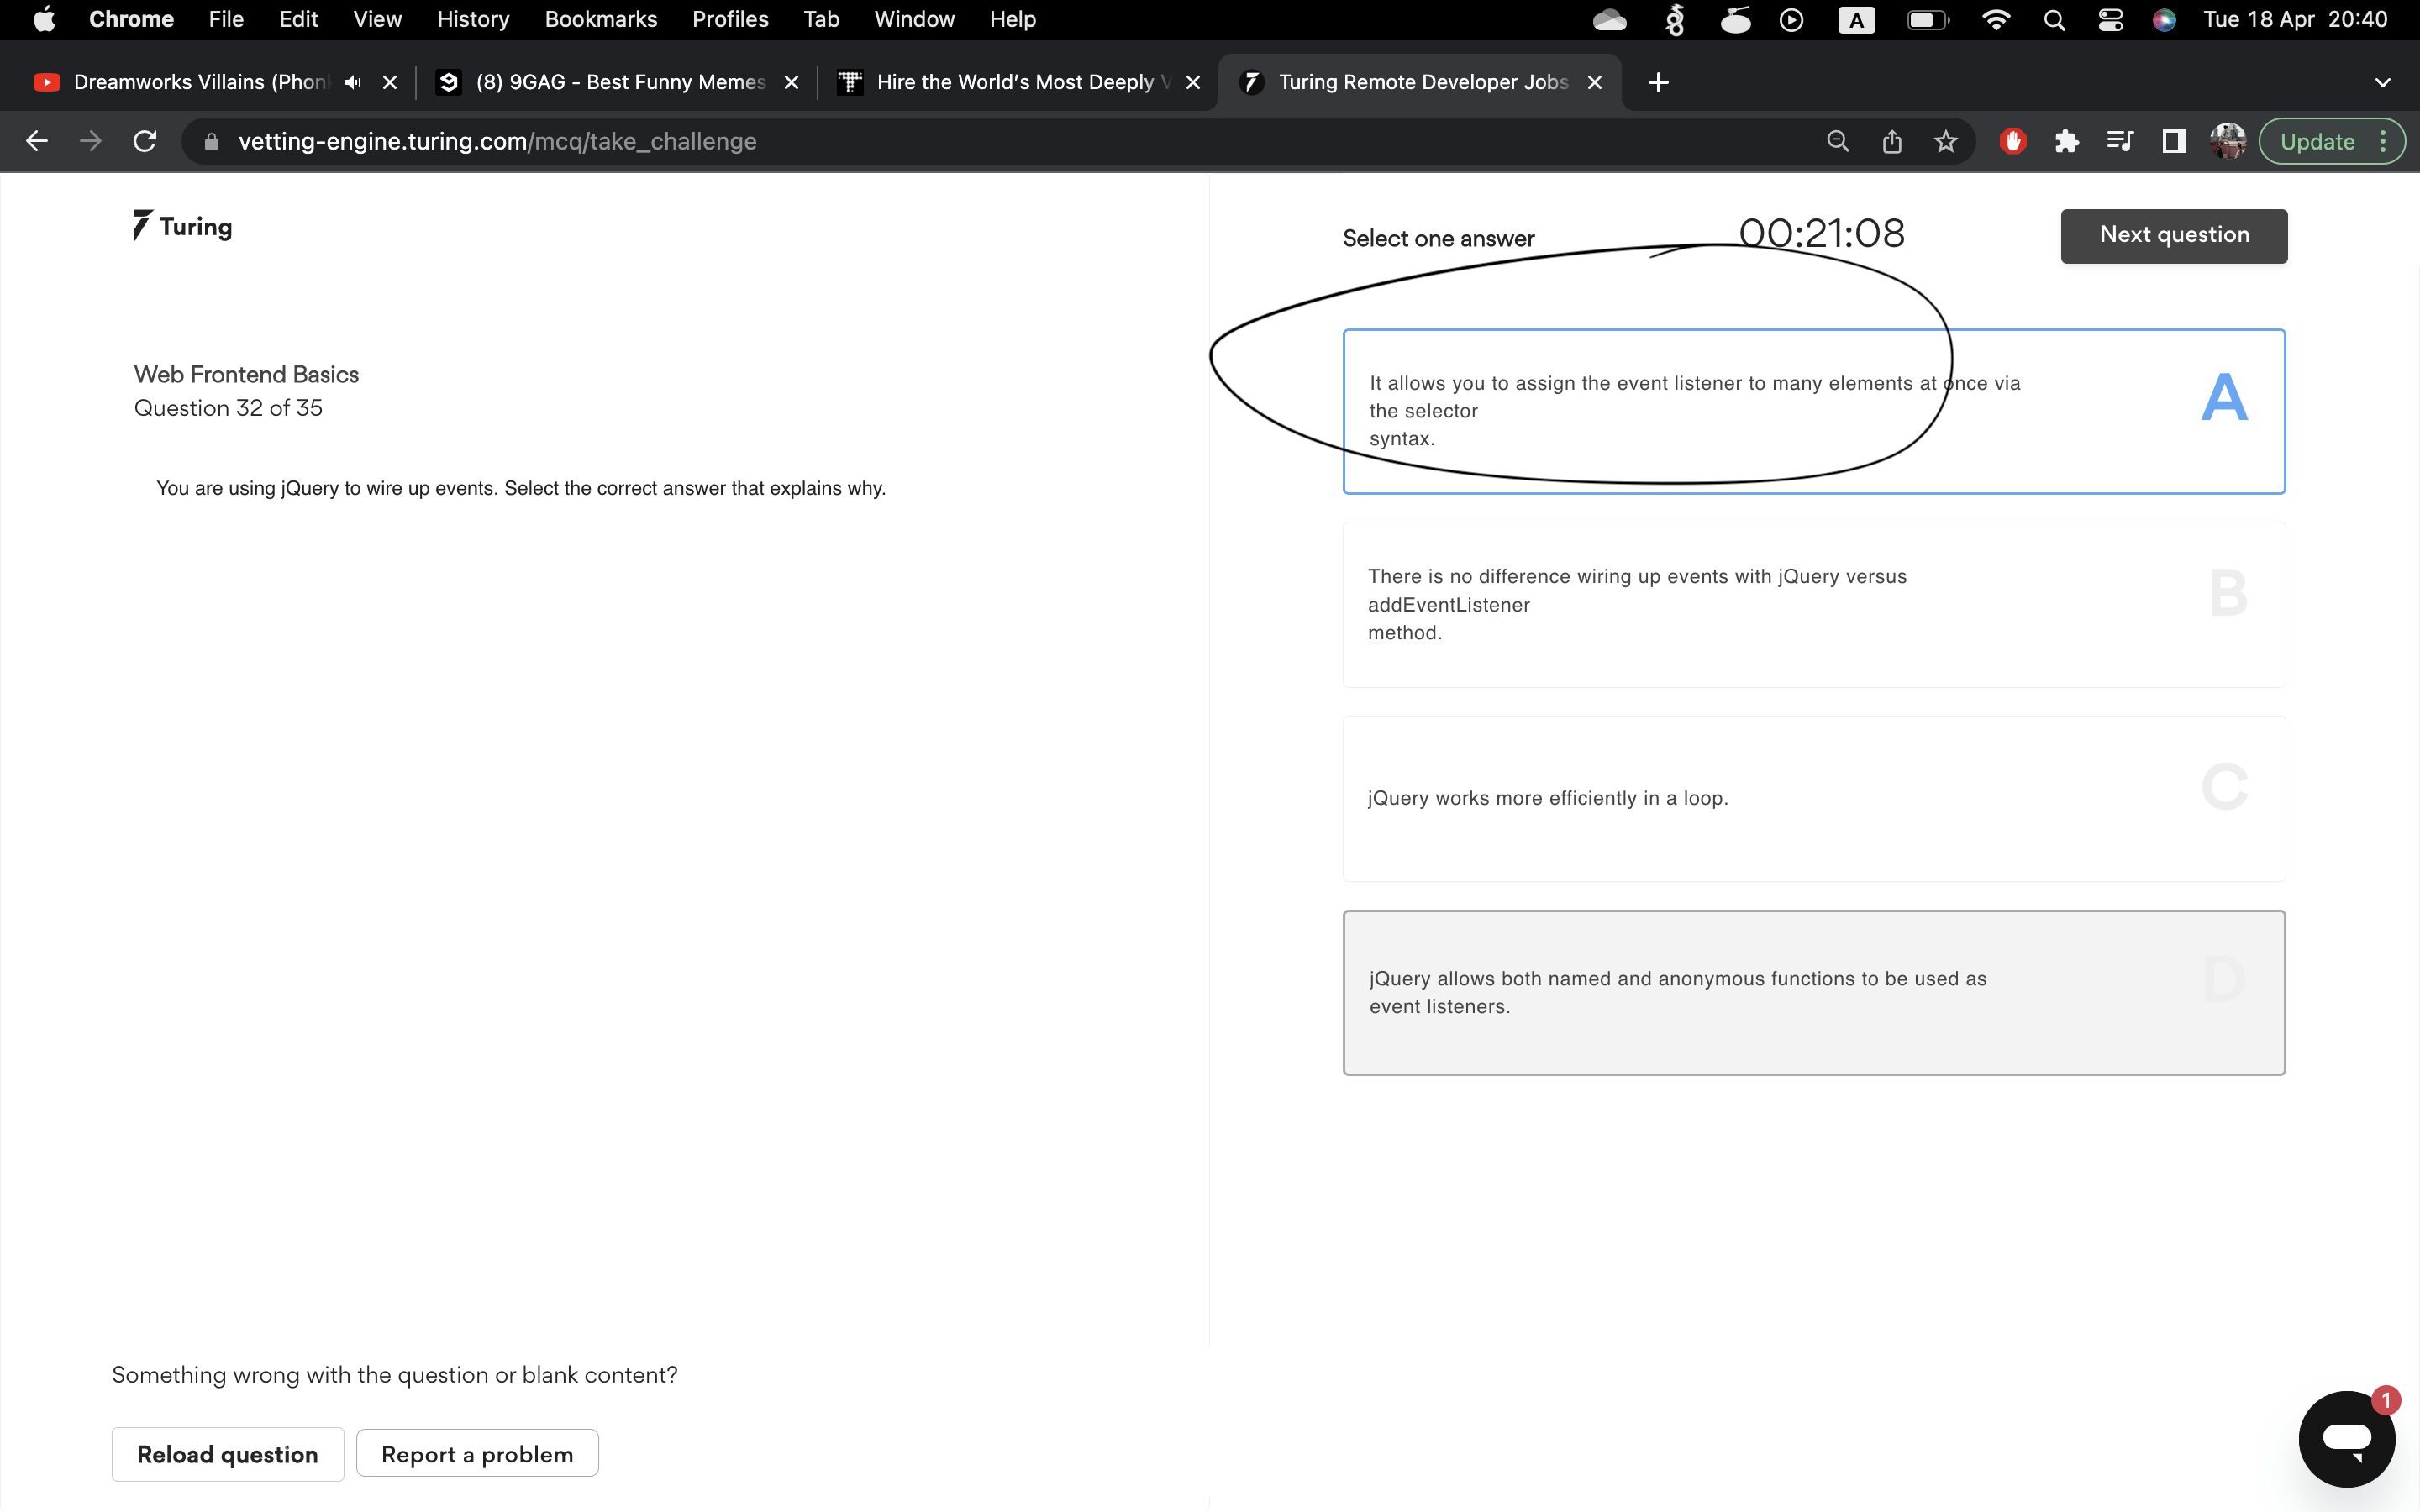 Chrome File Edit View History Bookmarks Profiles Tab Window Help A Tue 18 Apr 20:40
Dreamworks Villains (Phon (8) 9GAG - Best Funny Memes Hire the World's Most Deeply V Turing Remote Developer Jobs
vetting-engine.turing.com/mcq/take_challenge Update
Turing
Web Frontend Basics
Question 32 of 35
You are using jQuery to wire up events. Select the correct answer that explains why.
Something wrong with the question or blank content?
Reload question Report a problem
Select one answer 00:21:08 Next question
It allows you to assign the event listener to many elements at once via
the selector
syntax.
A
There is no difference wiring up events with jQuery versus
addEventListener
method.
B
jQuery works more efficiently in a loop.
C
jQuery allows both named and anonymous functions to be used as
event listeners.
D
1